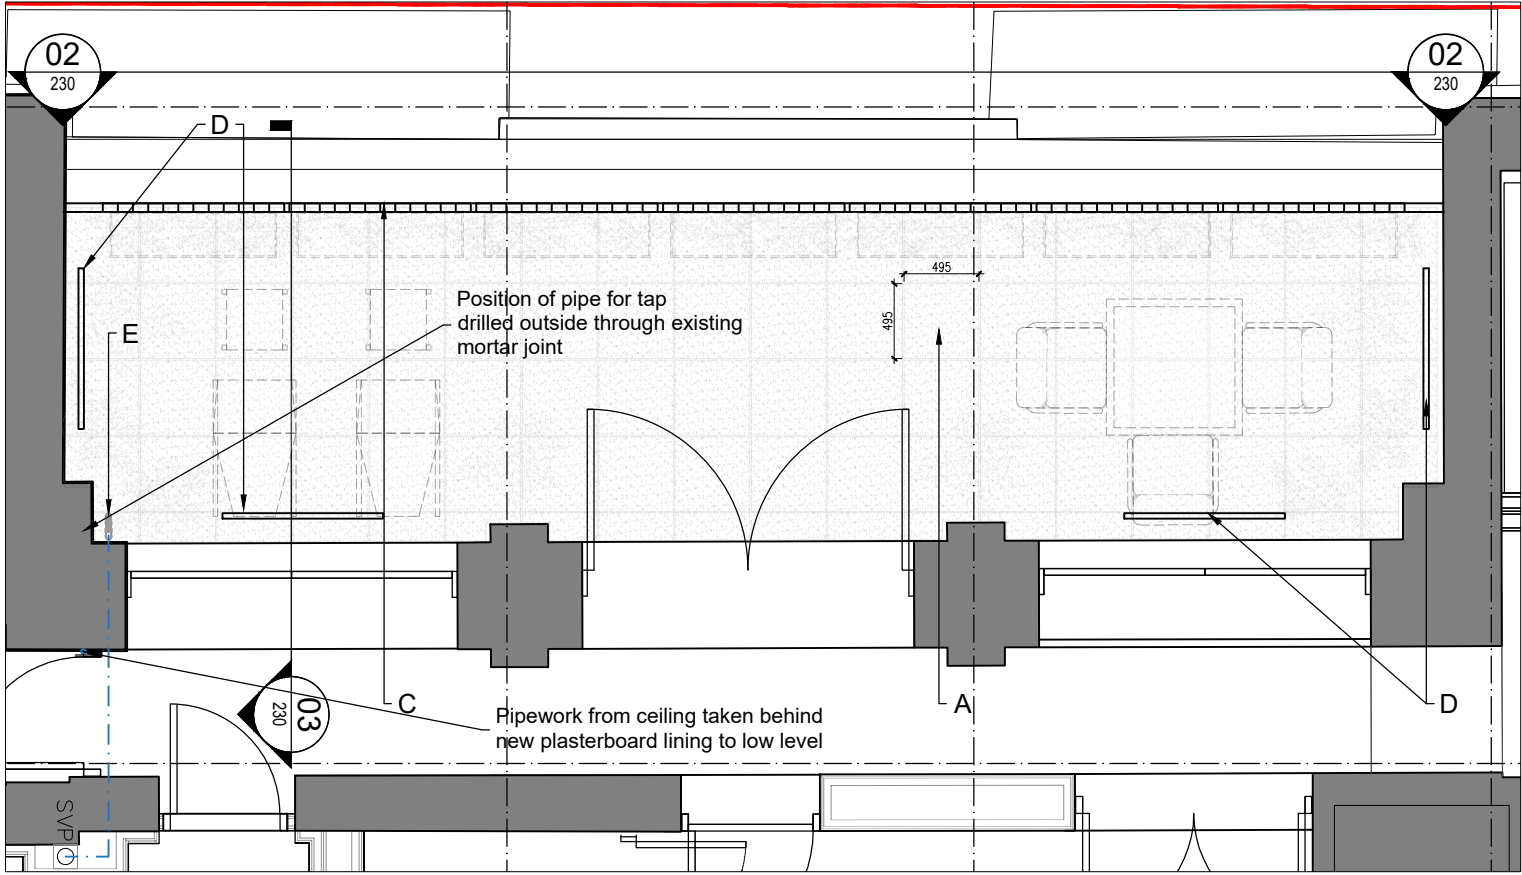 02
230
02
230
D
495
495
E
Position of pipe for tap
drilled outside through existing
mortar joint
C
A
D
03
230
Pipework from ceiling taken behind
new plasterboard lining to low level
SVP